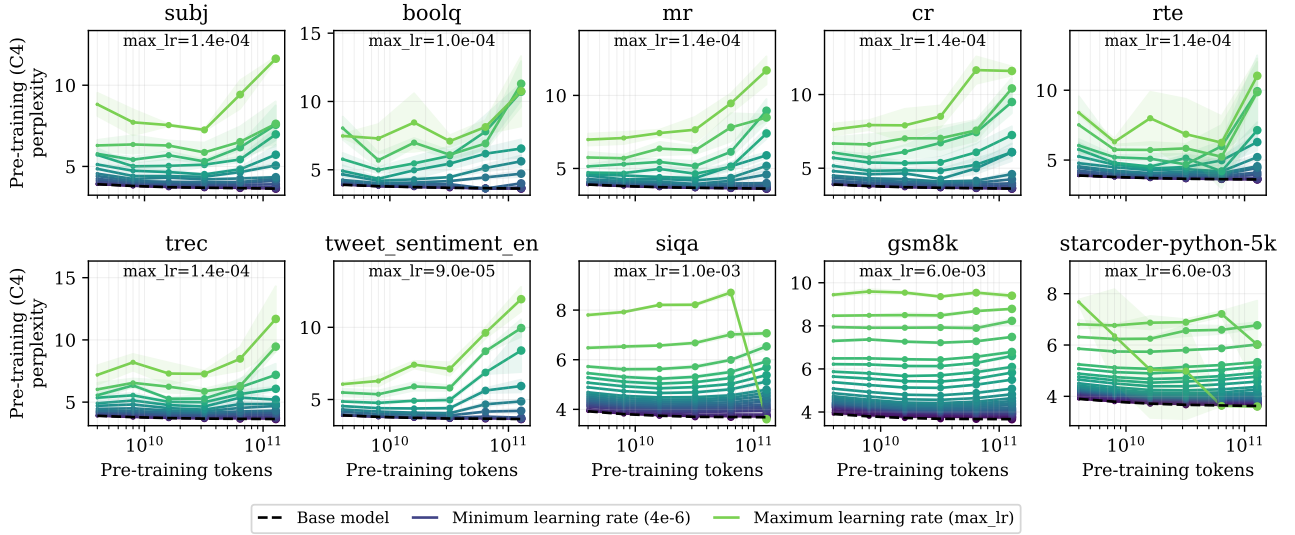 subj boolq mr cr rte
max_lr=1.4e-04 max_lr=1.0e-04 max_lr=1.4e-04 max_lr=1.4e-04 max_lr=1.4e-04
Pre-training (C4)
perplexity
10
5
15
10
5
10
5
10
5
10
5
trec tweet_sentiment_en siqa gsm8k starcoder-python-5k
max_lr=1.4e-04 max_lr=9.0e-05 max_lr=1.0e-03 max_lr=6.0e-03 max_lr=6.0e-03
Pre-training (C4)
perplexity
15
10
5
10
5
8
6
4
10
8
6
4
8
6
4
10¹⁰ 10¹¹ 10¹⁰ 10¹¹ 10¹⁰ 10¹¹ 10¹⁰ 10¹¹ 10¹⁰ 10¹¹
Pre-training tokens Pre-training tokens Pre-training tokens Pre-training tokens Pre-training tokens
Base model Minimum learning rate (4e-6) Maximum learning rate (max_lr)